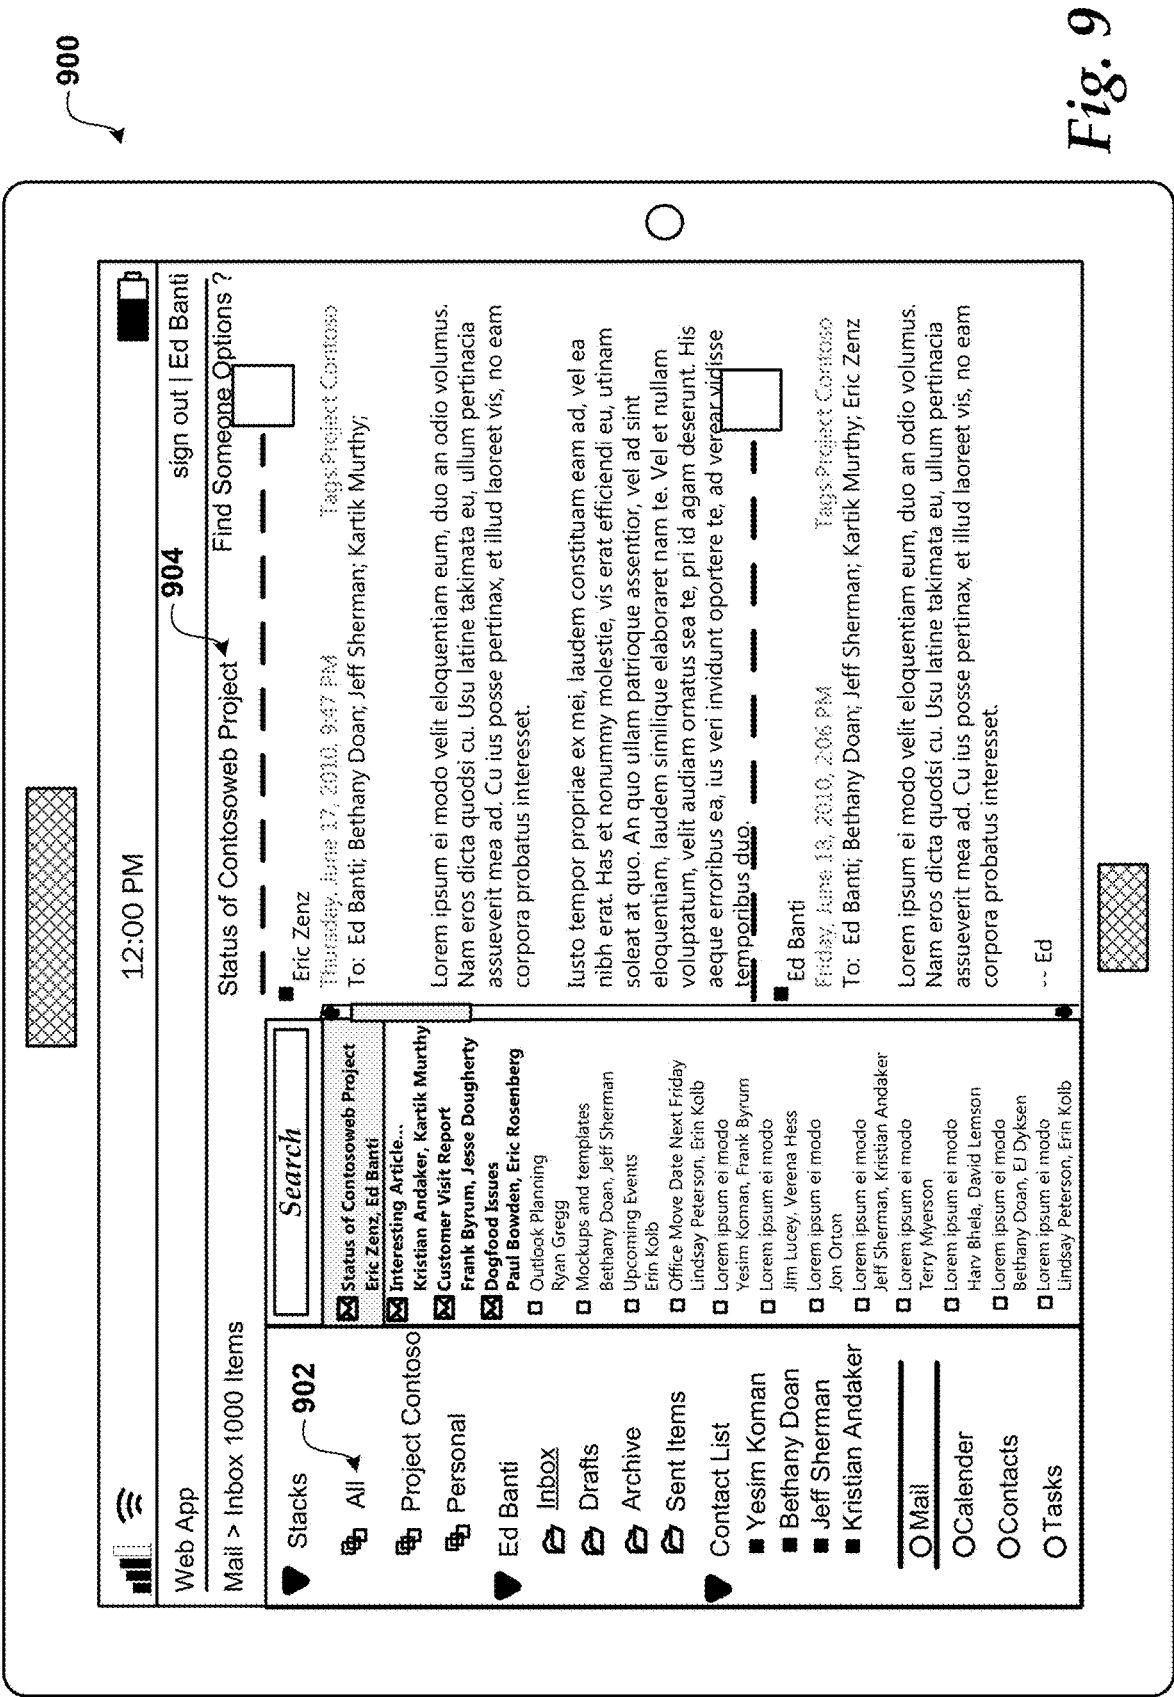 900
12:00 PM
Web App
sign out | Ed Banti
Mail > Inbox 1000 Items
Status of Contosoweb Project
904
Find Someone Options ?
Stacks
902
All
Project Contoso
Personal
Ed Banti
Inbox
Drafts
Archive
Sent Items
Contact List
Yesim Koman
Bethany Doan
Jeff Sherman
Kristian Andaker
Mail
Calender
Contacts
Tasks
Search
Status of Contosoweb Project
Eric Zenz, Ed Banti
Interesting Article...
Kristian Andaker, Kartik Murthy
Customer Visit Report
Frank Byrum, Jesse Dougherty
Dogfood Issues
Paul Bowden, Eric Rosenberg
Outlook Planning
Ryan Gregg
Mockups and templates
Bethany Doan, Jeff Sherman
Upcoming Events
Erin Kolb
Office Move Date Next Friday
Lindsay Peterson, Erin Kolb
Lorem ipsum ei modo
Yesim Koman, Frank Byrum
Lorem ipsum ei modo
Jim Lucey, Verena Hess
Lorem ipsum ei modo
Jon Orton
Lorem ipsum ei modo
Jeff Sherman, Kristian Andaker
Lorem ipsum ei modo
Terry Myerson
Lorem ipsum ei modo
Harv Bhela, David Lemson
Lorem ipsum ei modo
Bethany Doan, EJ Dyksen
Lorem ipsum ei modo
Lindsay Peterson, Erin Kolb
Eric Zenz
Thursday, June 17, 2010, 9:47 PM Tags:Project Contoso
To: Ed Banti; Bethany Doan; Jeff Sherman; Kartik Murthy;
Lorem ipsum ei modo velit eloquentiam eum, duo an odio volumus.
Nam eros dicta quodsi cu. Usu latine takimata eu, ullum pertinacia
assueverit mea ad. Cu ius posse pertinax, et illud laoreet vis, no eam
corpora probatus interesset.
Iusto tempor propriae ex mei, laudem constituam eam ad, vel ea
nibh erat. Has et nonummy molestie, vis erat efficiendi eu, utinam
soleat at quo. An quo ullam patrioque assentior, vel ad sint
eloquentiam, laudem similique elaboraret nam te. Vel et nullam
voluptatum, velit audiam ornatus sea te, pri id agam deserunt. His
aeque erroribus ea, ius veri invidunt oportere te, ad verear vidisse
temporibus duo.
Ed Banti
Friday, June 18, 2010, 2:06 PM Tags:Project Contoso
To: Ed Banti; Bethany Doan; Jeff Sherman; Kartik Murthy; Eric Zenz
Lorem ipsum ei modo velit eloquentiam eum, duo an odio volumus.
Nam eros dicta quodsi cu. Usu latine takimata eu, ullum pertinacia
assueverit mea ad. Cu ius posse pertinax, et illud laoreet vis, no eam
corpora probatus interesset.
-- Ed
Fig. 9